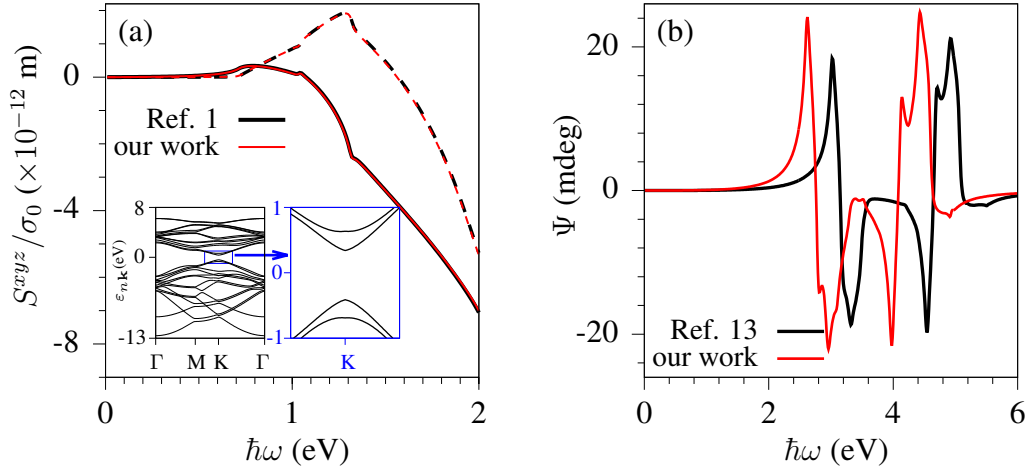 (a)
S^{xyz}/σ₀ (×10⁻¹² m)
0
-4
-8
Ref. 1
our work
8
0
-13
ε_{nk} (eV)
Γ M K Γ
1
0
-1
K
0 1 2
ħω (eV)
(b)
Ψ (mdeg)
20
0
-20
Ref. 13
our work
0 2 4 6
ħω (eV)